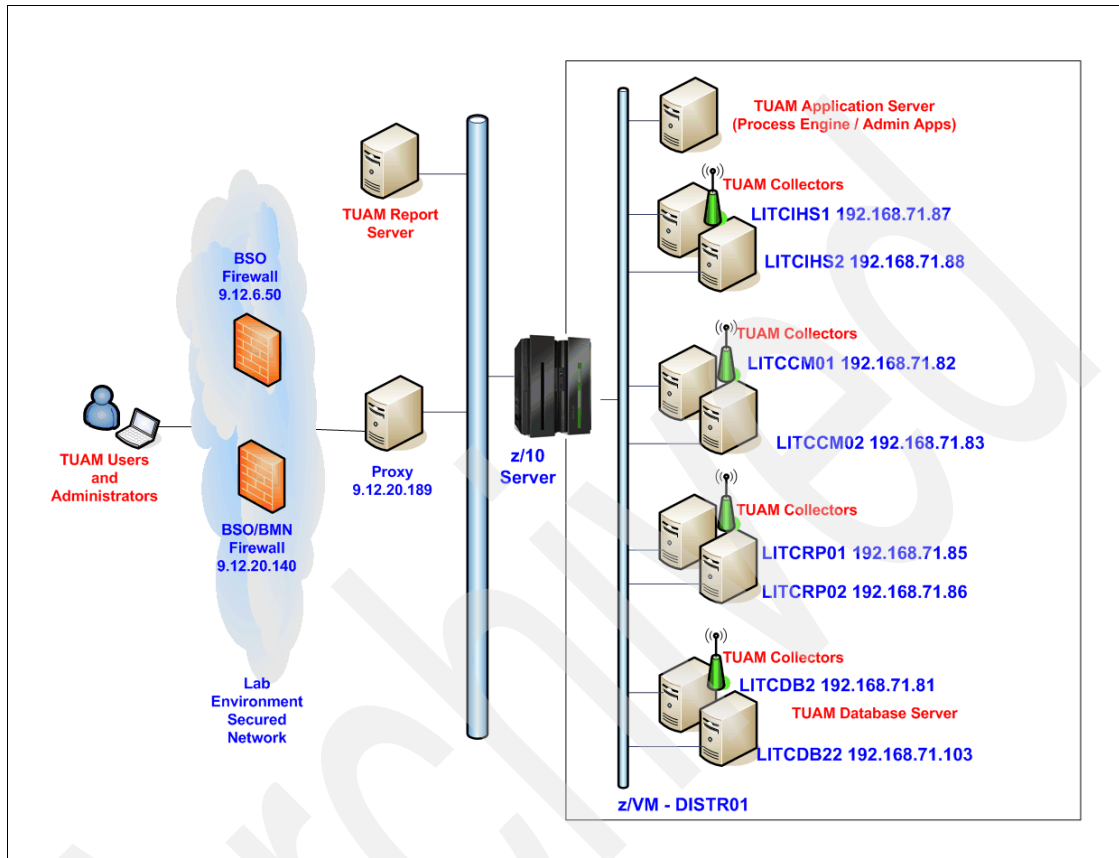 TUAM Application Server
(Process Engine / Admin Apps)
TUAM Collectors
LITCIHS1 192.168.71.87
LITCIHS2 192.168.71.88
TUAM Report
Server
BSO
Firewall
9.12.6.50
TUAM Collectors
LITCCM01 192.168.71.82
LITCCM02 192.168.71.83
TUAM Users
and
Administrators
BSO/BMN
Firewall
9.12.20.140
Proxy
9.12.20.189
z/10
Server
TUAM Collectors
LITCRP01 192.168.71.85
LITCRP02 192.168.71.86
Lab
Environment
Secured
Network
TUAM Collectors
LITCDB2 192.168.71.81
TUAM Database Server
LITCDB22 192.168.71.103
z/VM - DISTR01
Archived